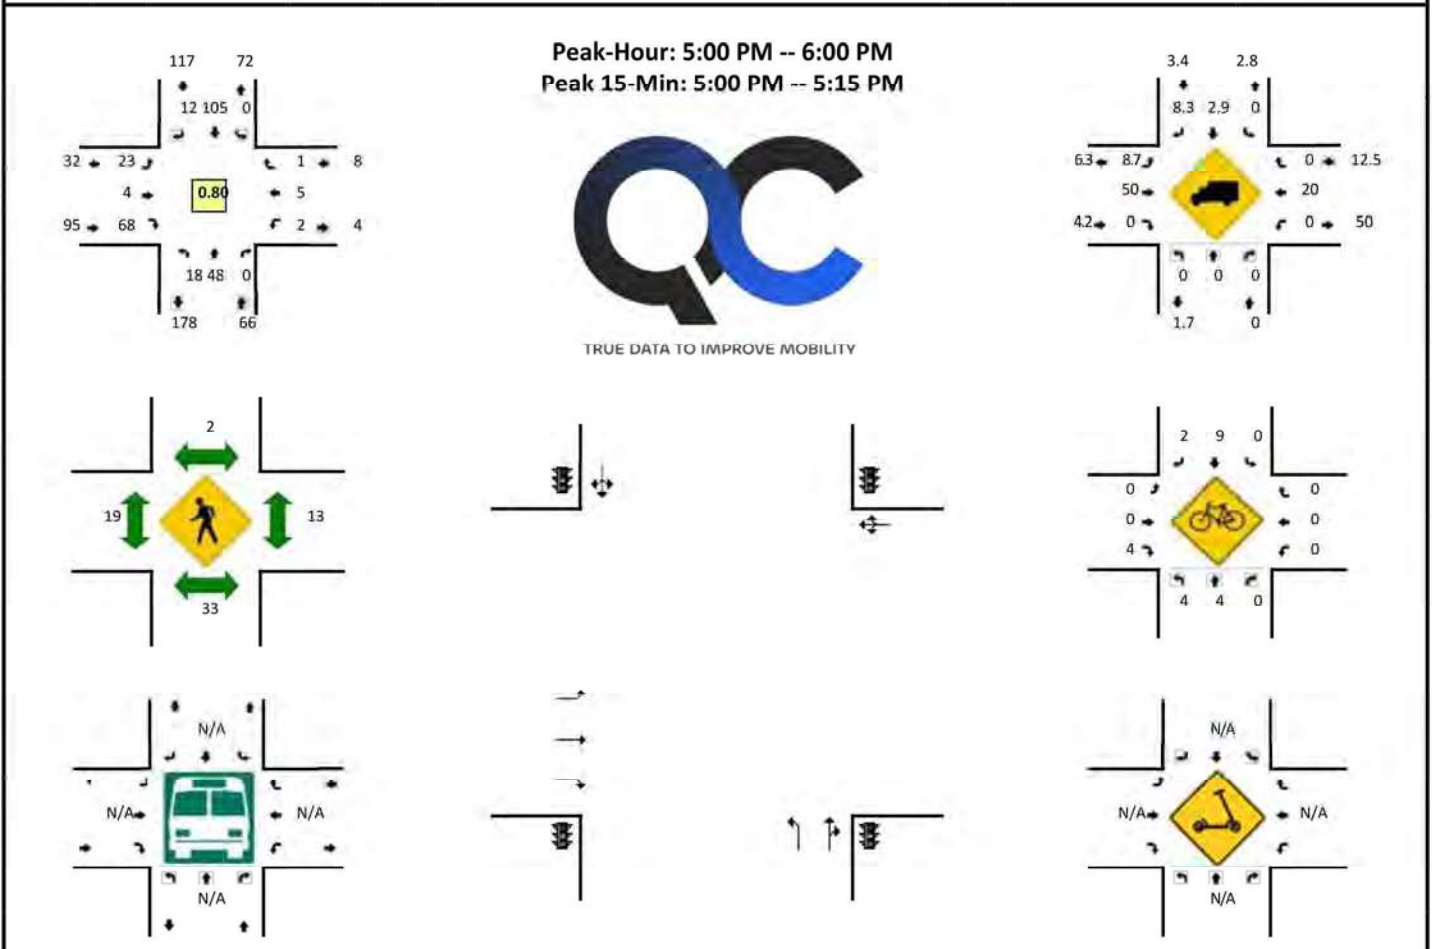 Peak-Hour: 5:00 PM -- 6:00 PM
Peak 15-Min: 5:00 PM -- 5:15 PM
117 72
12 105 0
32 23 1 8
4 0.80 5
95 68 2 4
18 48 0
178 66
QC
TRUE DATA TO IMPROVE MOBILITY
3.4 2.8
8.3 2.9 0
63 8.7 0 12.5
50 20
4.2 0 0 50
0 0 0
1.7 0
2
19 13
33
2 9 0
0 0
0 0
4 0
4 4 0
N/A
N/A N/A
N/A
N/A
N/A N/A
N/A